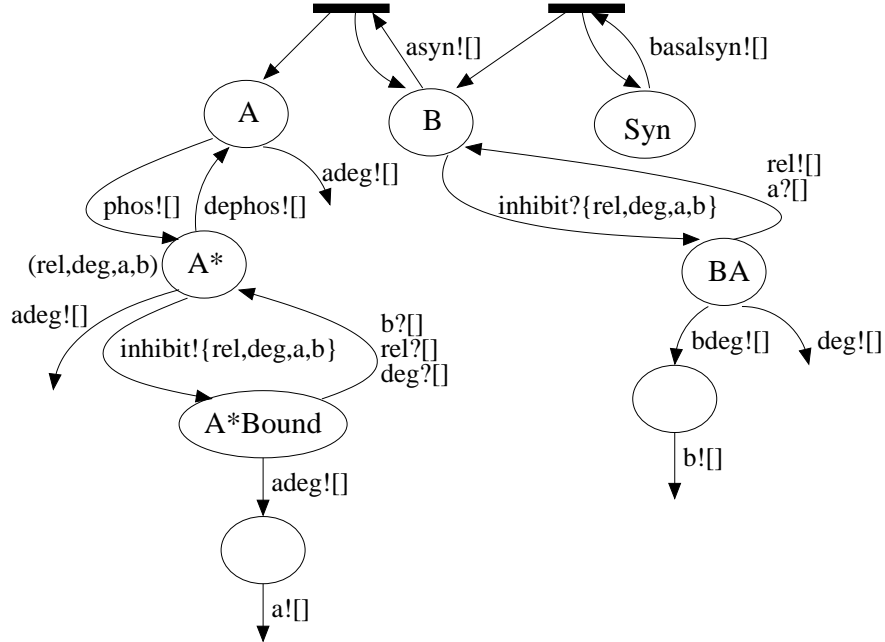 asyn![]
basalsyn![]
A
B
Syn
adeg![]
rel![]
a?[]
phos![]
dephos![]
inhibit?{rel,deg,a,b}
(rel,deg,a,b)
A*
BA
adeg![]
b?[]
rel?[]
deg?[]
inhibit!{rel,deg,a,b}
bdeg![]
deg![]
A*Bound
b![]
adeg![]
a![]